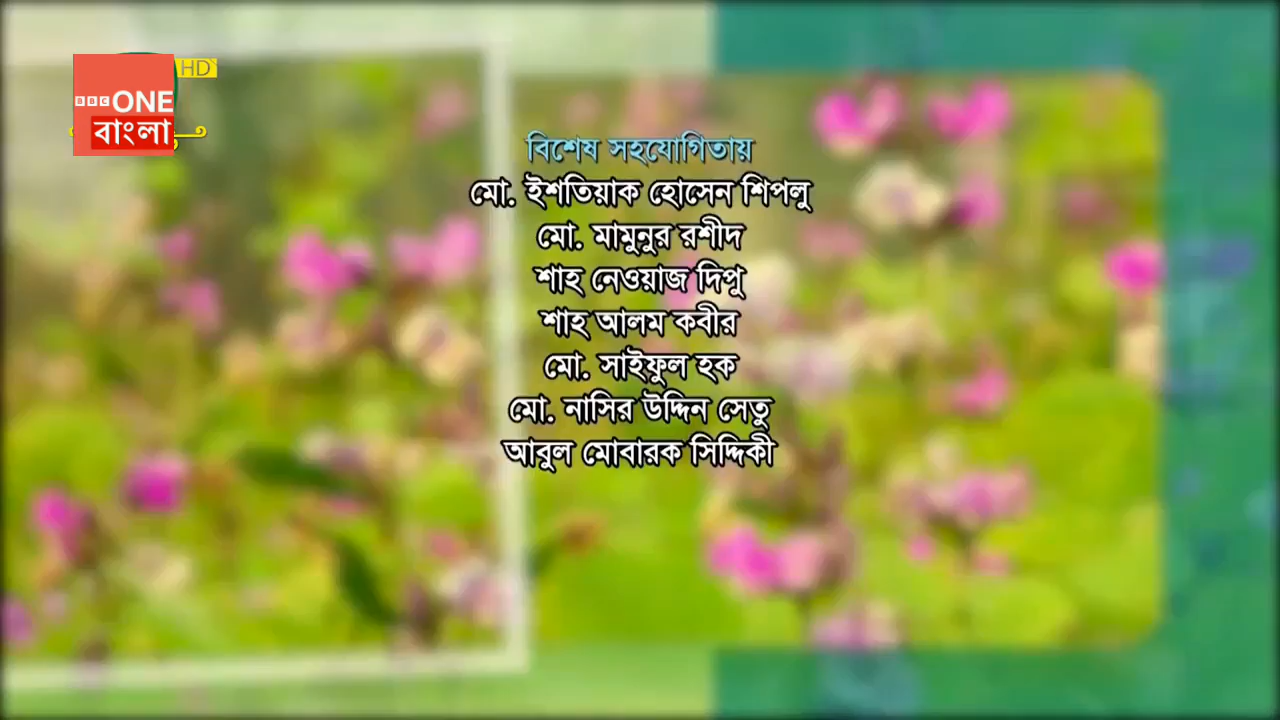 HD
BBC ONE
বাংলা
বিশেষ সহযোগিতায়
মো. ইশতিয়াক হোসেন শিপলু
মো. মামুনুর রশীদ
শাহ নেওয়াজ দিপু
শাহ আলম কবীর
মো. সাইফুল হক
মো. নাসির উদ্দিন সেতু
আবুল মোবারক সিদ্দিকী